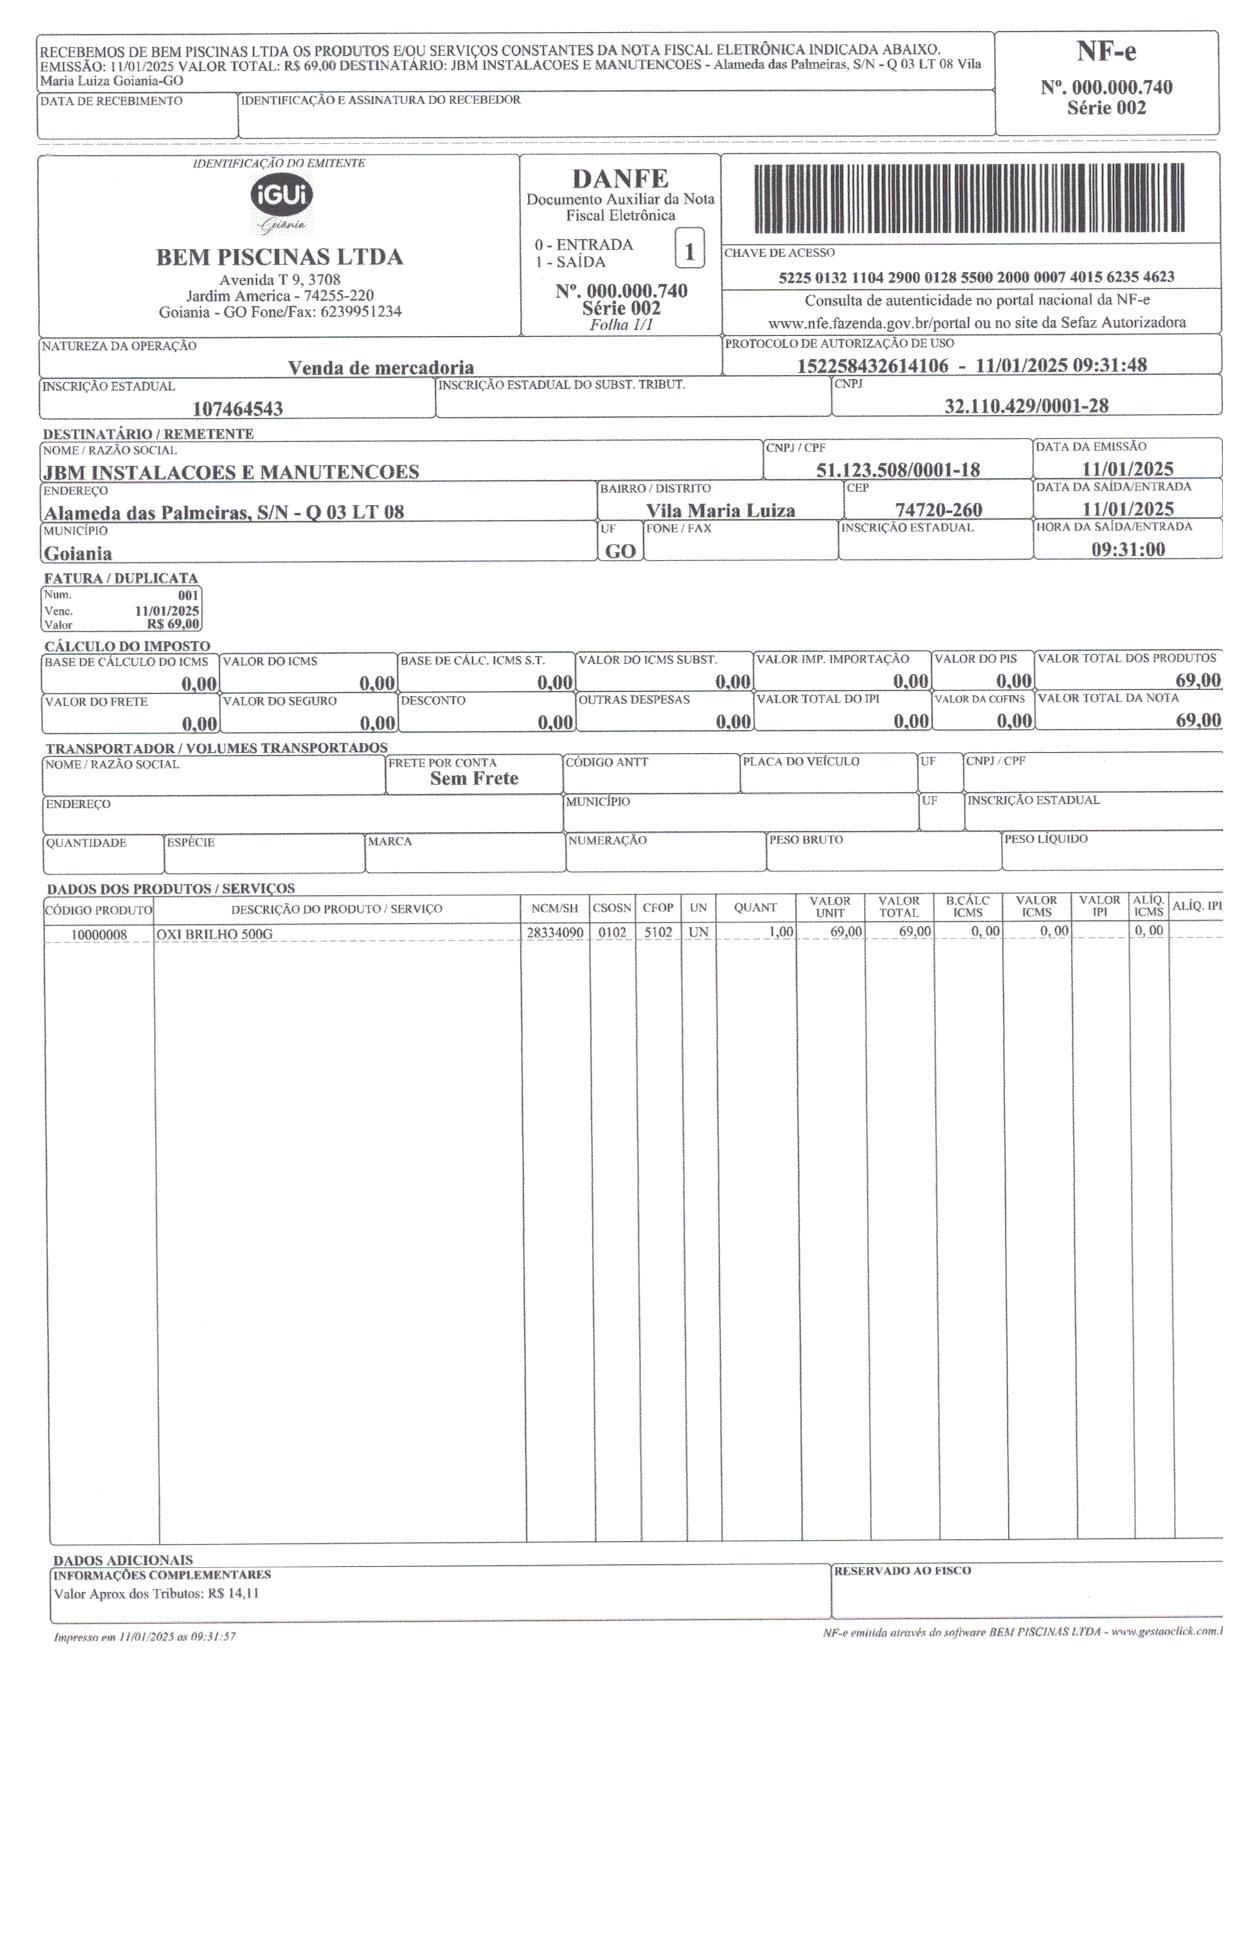 RECEBEMOS DE BEM PISCINAS LTDA OS PRODUTOS E/OU SERVIÇOS CONSTANTES DA NOTA FISCAL ELETRÔNICA INDICADA ABAIXO.
EMISSÃO: 11/01/2025 VALOR TOTAL: R$ 69,00 DESTINATÁRIO: JBM INSTALACOES E MANUTENCOES - Alameda das Palmeiras, S/N - Q 03 LT 08 Vila
Maria Luiza Goiania-GO
DATA DE RECEBIMENTO IDENTIFICAÇÃO E ASSINATURA DO RECEBEDOR
NF-e
Nº. 000.000.740
Série 002
IDENTIFICAÇÃO DO EMITENTE
iGUi
Goiânia
BEM PISCINAS LTDA
Avenida T 9, 3708
Jardim America - 74255-220
Goiania - GO Fone/Fax: 6239951234
DANFE
Documento Auxiliar da Nota
Fiscal Eletrônica
0 - ENTRADA
1 - SAÍDA
1
Nº. 000.000.740
Série 002
Folha 1/1
CHAVE DE ACESSO
5225 0132 1104 2900 0128 5500 2000 0007 4015 6235 4623
Consulta de autenticidade no portal nacional da NF-e
www.nfe.fazenda.gov.br/portal ou no site da Sefaz Autorizadora
NATUREZA DA OPERAÇÃO PROTOCOLO DE AUTORIZAÇÃO DE USO
Venda de mercadoria 152258432614106 - 11/01/2025 09:31:48
INSCRIÇÃO ESTADUAL INSCRIÇÃO ESTADUAL DO SUBST. TRIBUT. CNPJ
107464543 32.110.429/0001-28
DESTINATÁRIO / REMETENTE
NOME / RAZÃO SOCIAL CNPJ / CPF DATA DA EMISSÃO
JBM INSTALACOES E MANUTENCOES 51.123.508/0001-18 11/01/2025
ENDEREÇO BAIRRO / DISTRITO CEP DATA DA SAÍDA/ENTRADA
Alameda das Palmeiras, S/N - Q 03 LT 08 Vila Maria Luiza 74720-260 11/01/2025
MUNICÍPIO UF FONE / FAX INSCRIÇÃO ESTADUAL HORA DA SAÍDA/ENTRADA
Goiania GO 09:31:00
FATURA / DUPLICATA
Num. 001
Venc. 11/01/2025
Valor R$ 69,00
CÁLCULO DO IMPOSTO
BASE DE CÁLCULO DO ICMS VALOR DO ICMS BASE DE CÁLC. ICMS S.T. VALOR DO ICMS SUBST. VALOR IMP. IMPORTAÇÃO VALOR DO PIS VALOR TOTAL DOS PRODUTOS
0,00 0,00 0,00 0,00 0,00 0,00 69,00
VALOR DO FRETE VALOR DO SEGURO DESCONTO OUTRAS DESPESAS VALOR TOTAL DO IPI VALOR DA COFINS VALOR TOTAL DA NOTA
0,00 0,00 0,00 0,00 0,00 0,00 69,00
TRANSPORTADOR / VOLUMES TRANSPORTADOS
NOME / RAZÃO SOCIAL FRETE POR CONTA CÓDIGO ANTT PLACA DO VEÍCULO UF CNPJ / CPF
Sem Frete
ENDEREÇO MUNICÍPIO UF INSCRIÇÃO ESTADUAL
QUANTIDADE ESPÉCIE MARCA NUMERAÇÃO PESO BRUTO PESO LÍQUIDO
DADOS DOS PRODUTOS / SERVIÇOS
CÓDIGO PRODUTO DESCRIÇÃO DO PRODUTO / SERVIÇO NCM/SH CSOSN CFOP UN QUANT VALOR UNIT VALOR TOTAL B.CÁLC ICMS VALOR ICMS VALOR IPI ALÍQ. ICMS ALÍQ. IPI
10000008 OXI BRILHO 500G 28334090 0102 5102 UN 1,00 69,00 69,00 0, 00 0, 00 0, 00
DADOS ADICIONAIS
INFORMAÇÕES COMPLEMENTARES RESERVADO AO FISCO
Valor Aprox dos Tributos: R$ 14,11
Impresso em 11/01/2025 as 09:31:57 NF-e emitida através do software BEM PISCINAS LTDA - www.gestaoclick.com.l